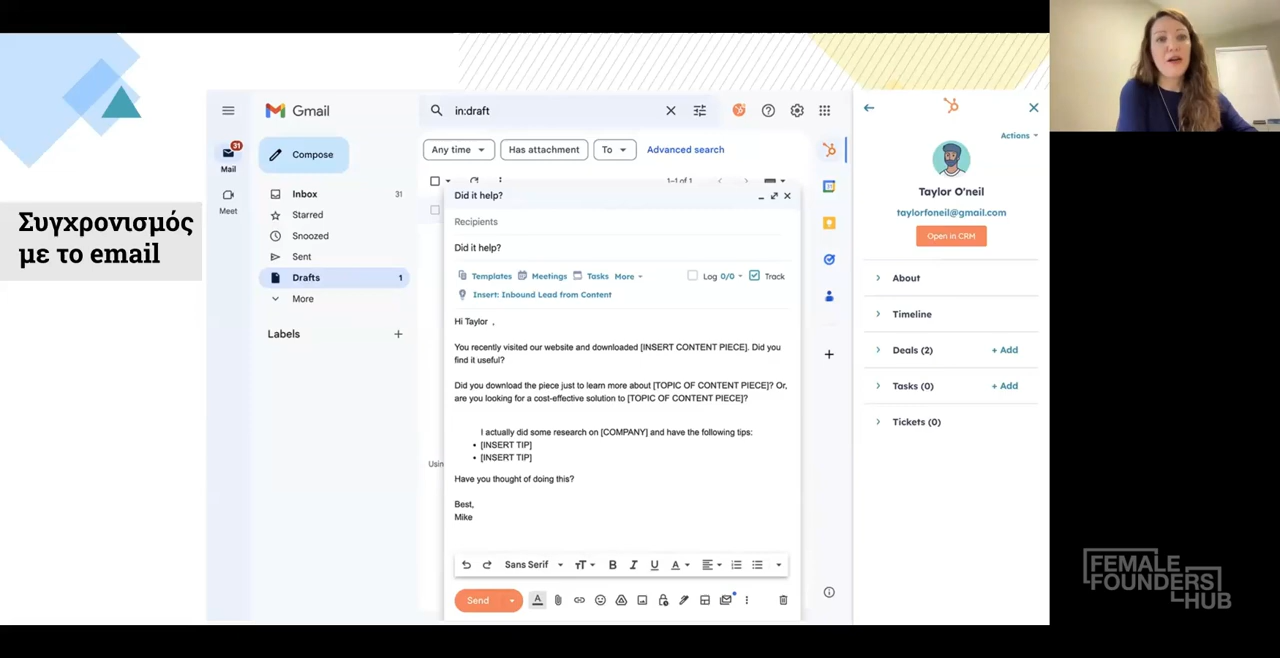 Συγχρονισμός
με το email
Gmail
in:draft
31
Mail
Meet
Compose
Inbox 31
Starred
Snoozed
Sent
Drafts 1
More
Labels
Any time
Has attachment
To
Advanced search
1–1 of 1
Did it help?
Recipients
Did it help?
Templates Meetings Tasks More Log 0/0 Track
Insert: Inbound Lead from Content
Hi Taylor ,
You recently visited our website and downloaded [INSERT CONTENT PIECE]. Did you
find it useful?
Did you download the piece just to learn more about [TOPIC OF CONTENT PIECE]? Or,
are you looking for a cost-effective solution to [TOPIC OF CONTENT PIECE]?
I actually did some research on [COMPANY] and have the following tips:
• [INSERT TIP]
• [INSERT TIP]
Have you thought of doing this?
Best,
Mike
Sans Serif
Send
Actions
Taylor O'neil
taylorfoneil@gmail.com
Open in CRM
About
Timeline
Deals (2) + Add
Tasks (0) + Add
Tickets (0)
FEMALE
FOUNDERS
HUB